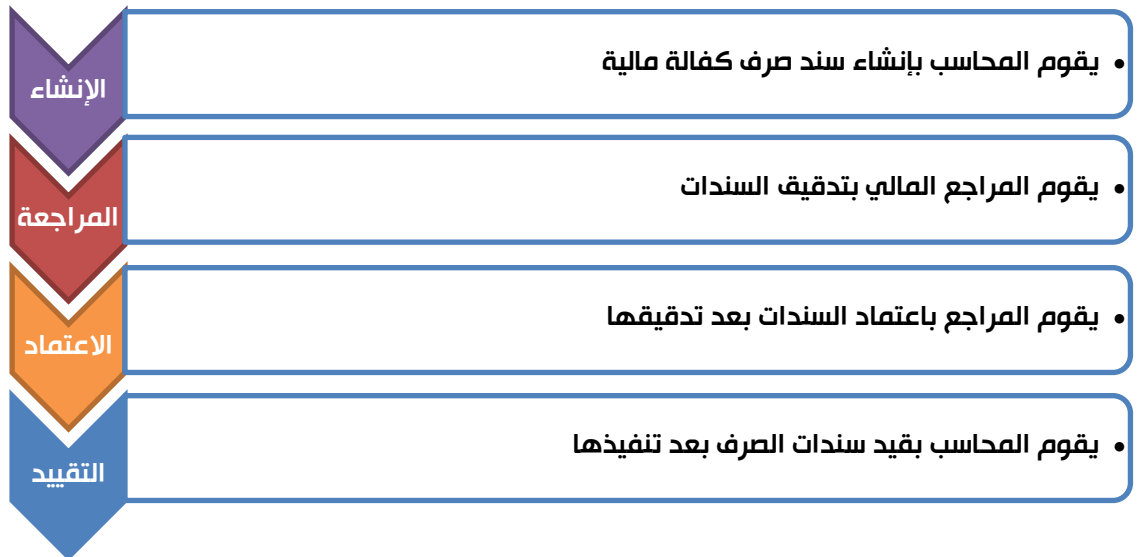 الإنشاء
• يقوم المحاسب بإنشاء سند صرف كفالة مالية
المراجعة
• يقوم المراجع المالي بتدقيق السندات
الاعتماد
• يقوم المراجع باعتماد السندات بعد تدقيقها
التقييد
• يقوم المحاسب بقيد سندات الصرف بعد تنفيذها